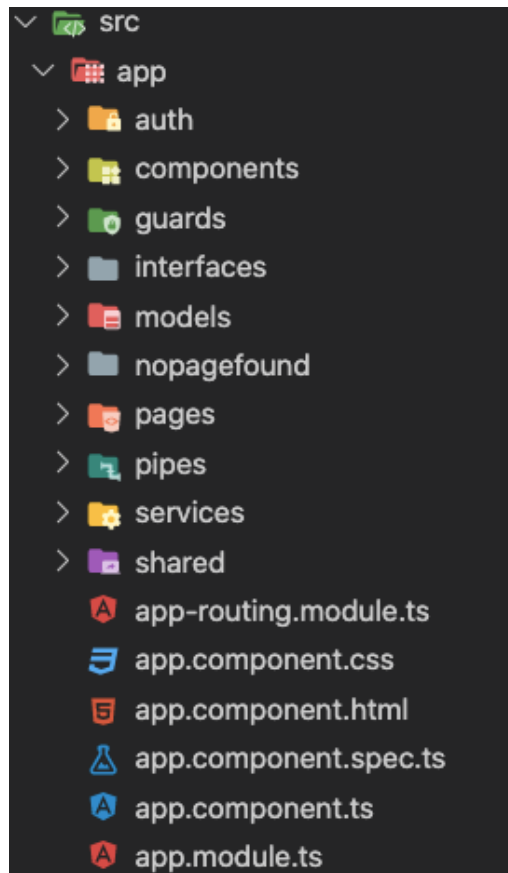 src
app
auth
components
guards
interfaces
models
nopagefound
pages
pipes
services
shared
app-routing.module.ts
app.component.css
app.component.html
app.component.spec.ts
app.component.ts
app.module.ts